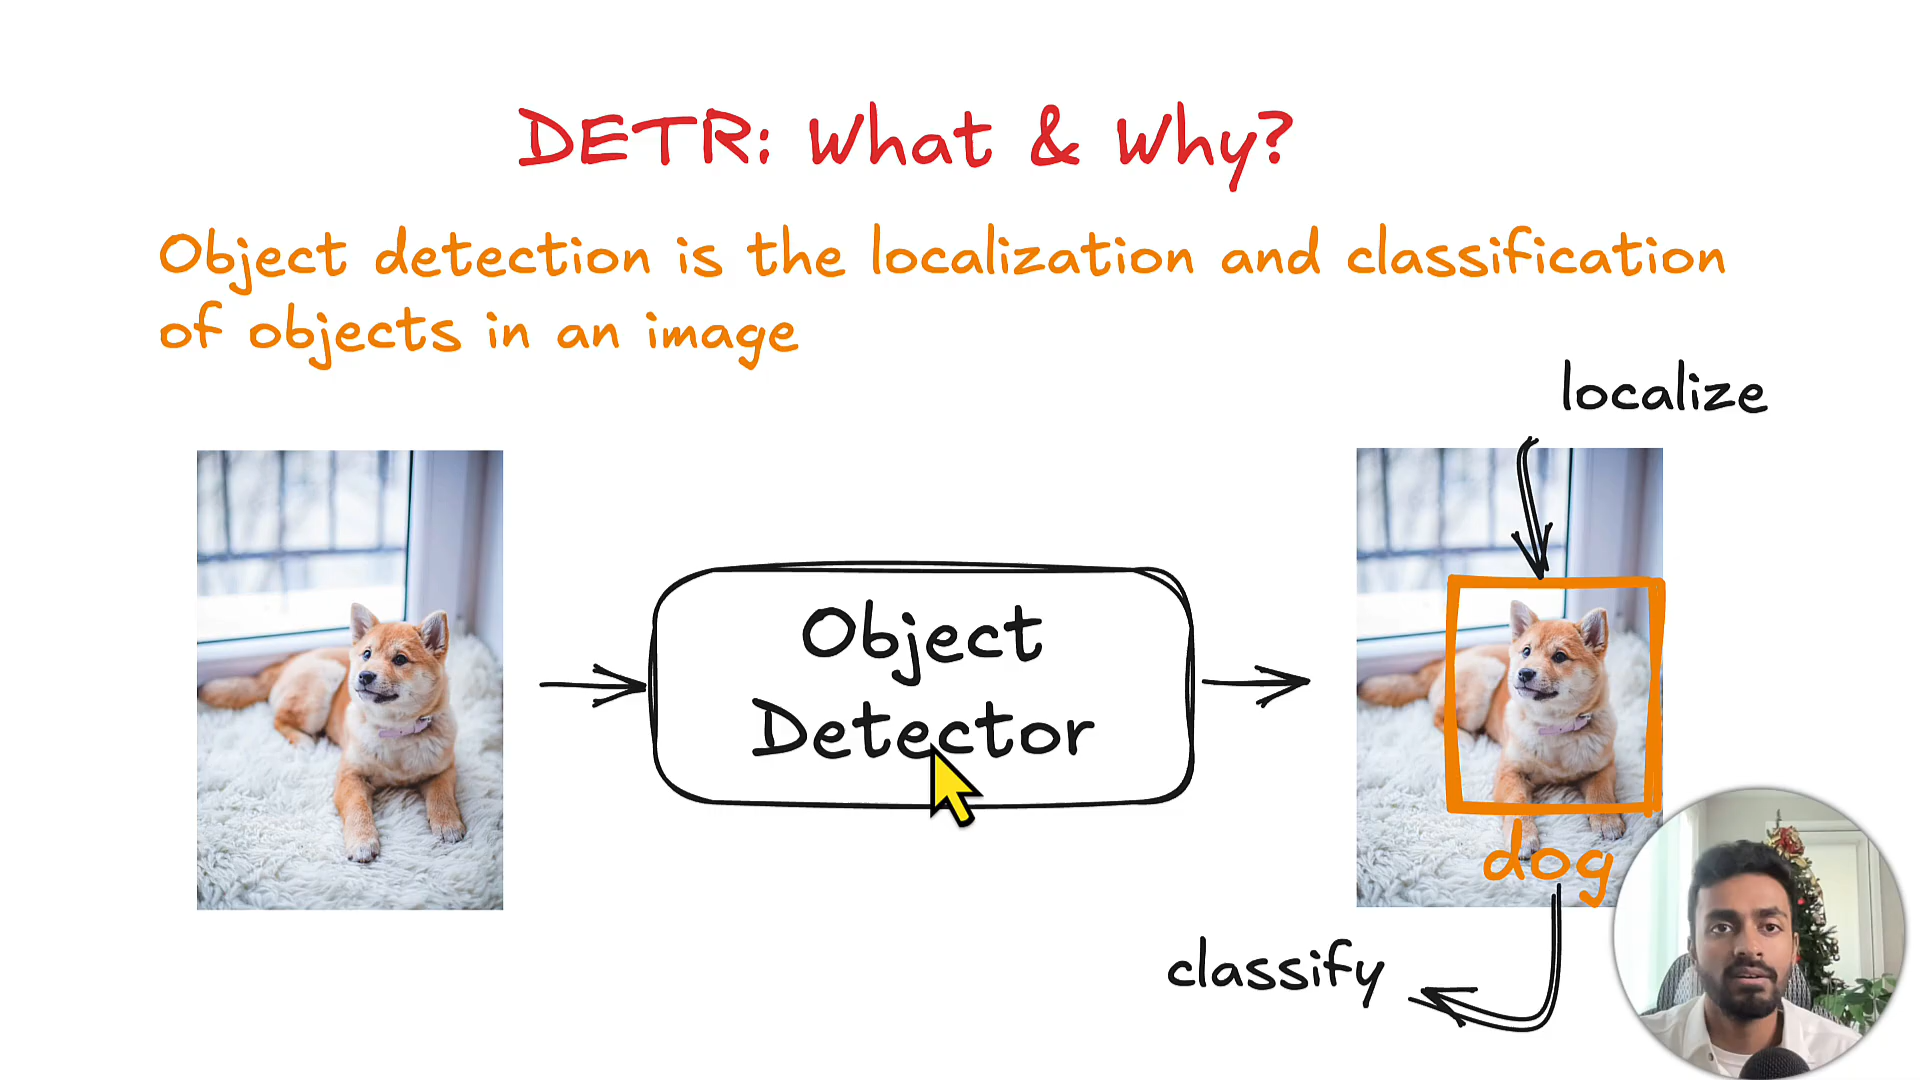 DETR: What & Why?
Object detection is the localization and classification
of objects in an image
localize
Object
Detector
dog
classify